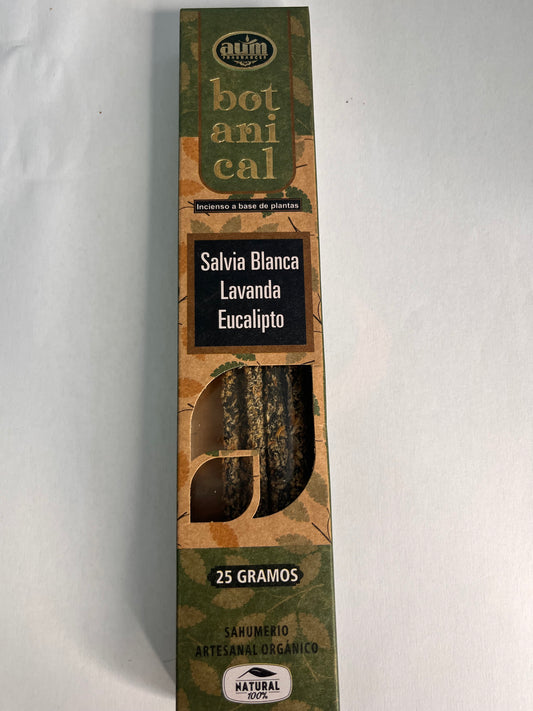 aum
FRAGRANCES
bot
ani
cal
Incienso a base de plantas
Salvia Blanca
Lavanda
Eucalipto
25 GRAMOS
SAHUMERIO
ARTESANAL ORGÁNICO
NATURAL
100%